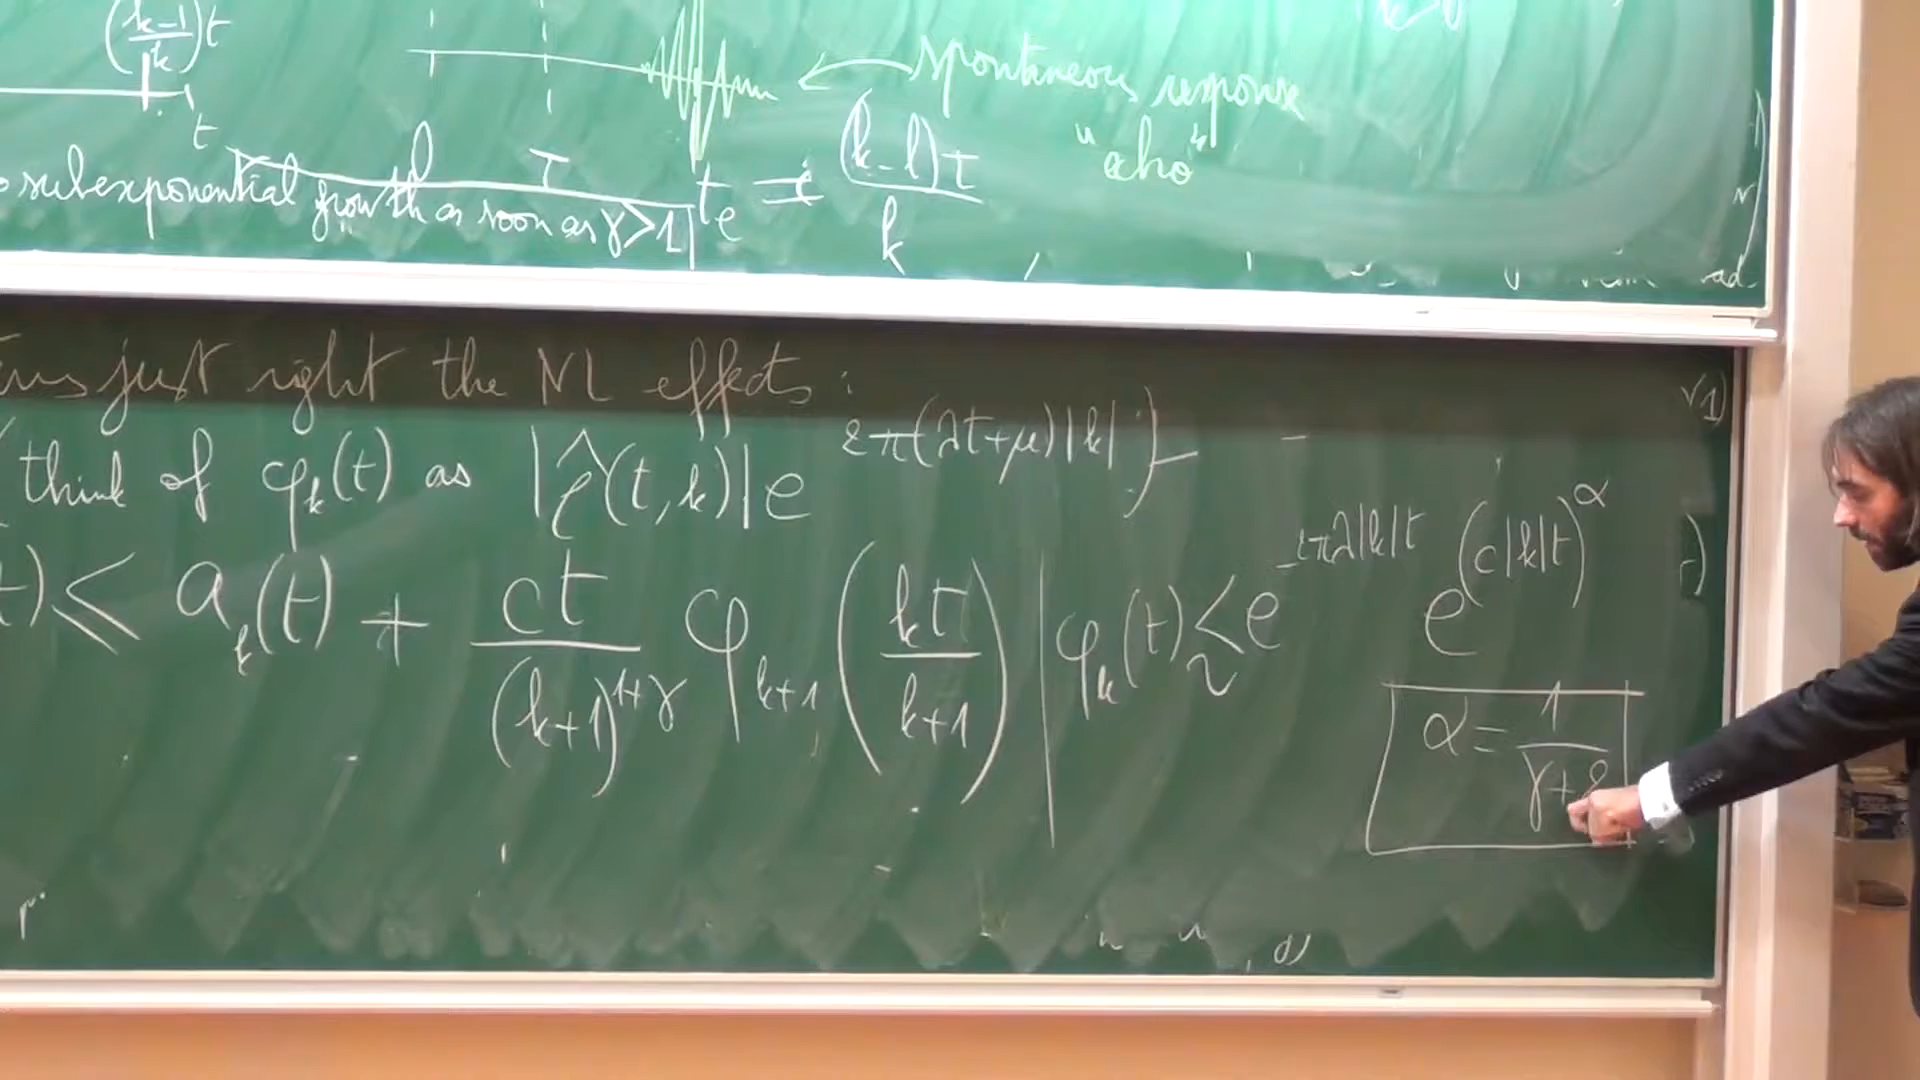 (k-1/k)t
t
spontaneous response
"echo"
subexponential growth as soon as γ>1
τ
t_e = (k-l)τ/k
just right the NL effects :
think of φ_k(t) as |ρ̂(t,k)| e^{2π(λt+μ)|k|})
t) ≤ a_k(t) + ct/(k+1)^{1+γ} φ_{k+1}(kt/(k+1)) | φ_k(t) ≲ e^{-2πλ|k|t} e^{(c|k|t)^α}
α = 1/(γ+2)